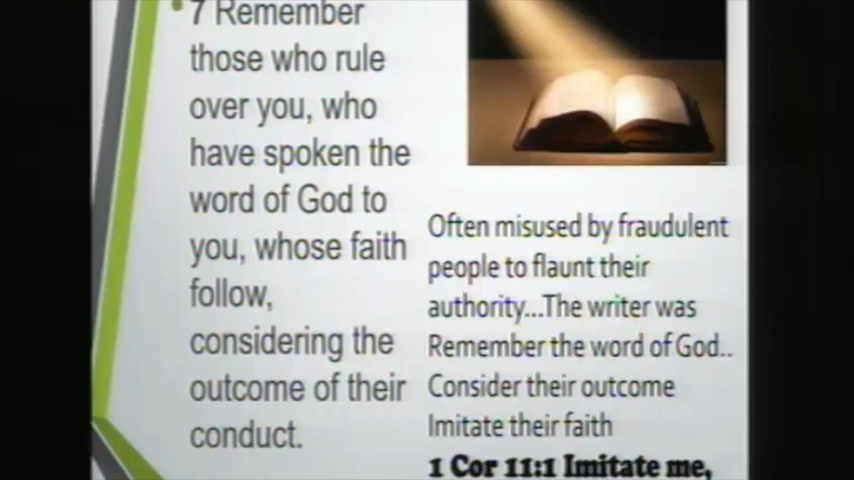 7 Remember
those who rule
over you, who
have spoken the
word of God to
you, whose faith
follow,
considering the
outcome of their
conduct.
Often misused by fraudulent
people to flaunt their
authority...The writer was
Remember the word of God..
Consider their outcome
Imitate their faith
1 Cor 11:1 Imitate me,